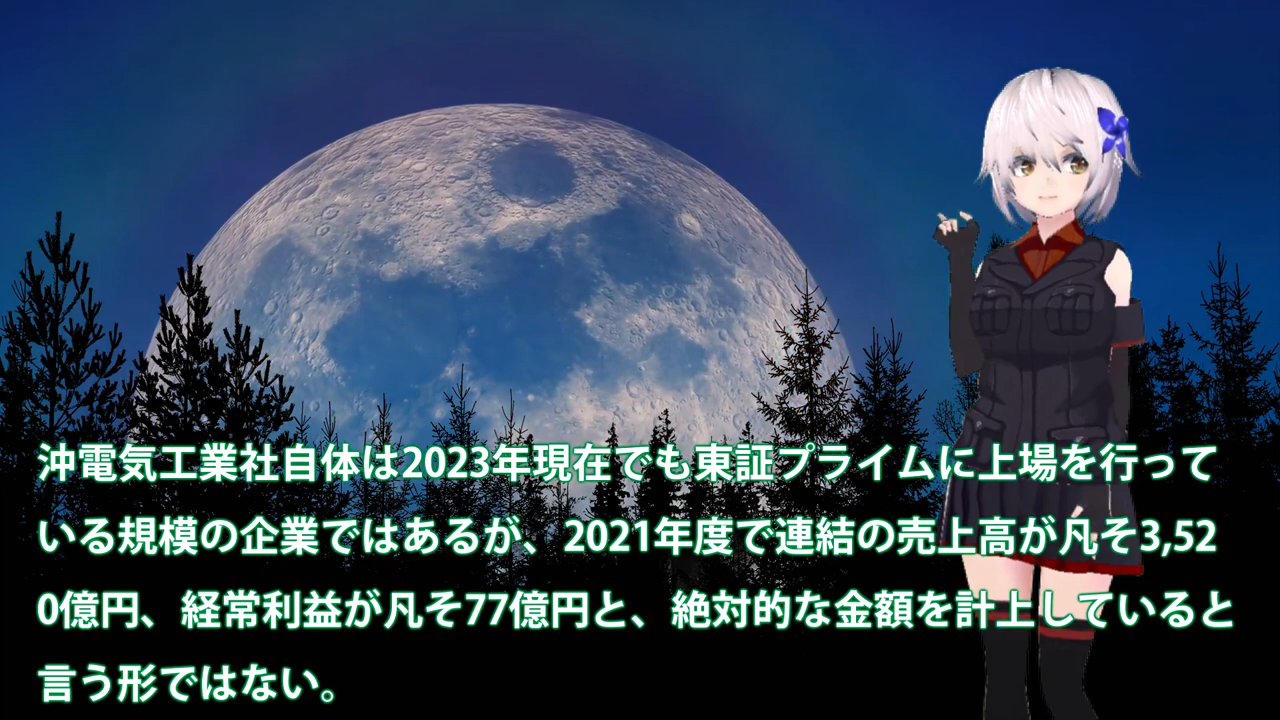 沖電気工業社自体は2023年現在でも東証プライムに上場を行って
いる規模の企業ではあるが、2021年度で連結の売上高が凡そ3,52
0億円、経常利益が凡そ77億円と、絶対的な金額を計上していると
言う形ではない。